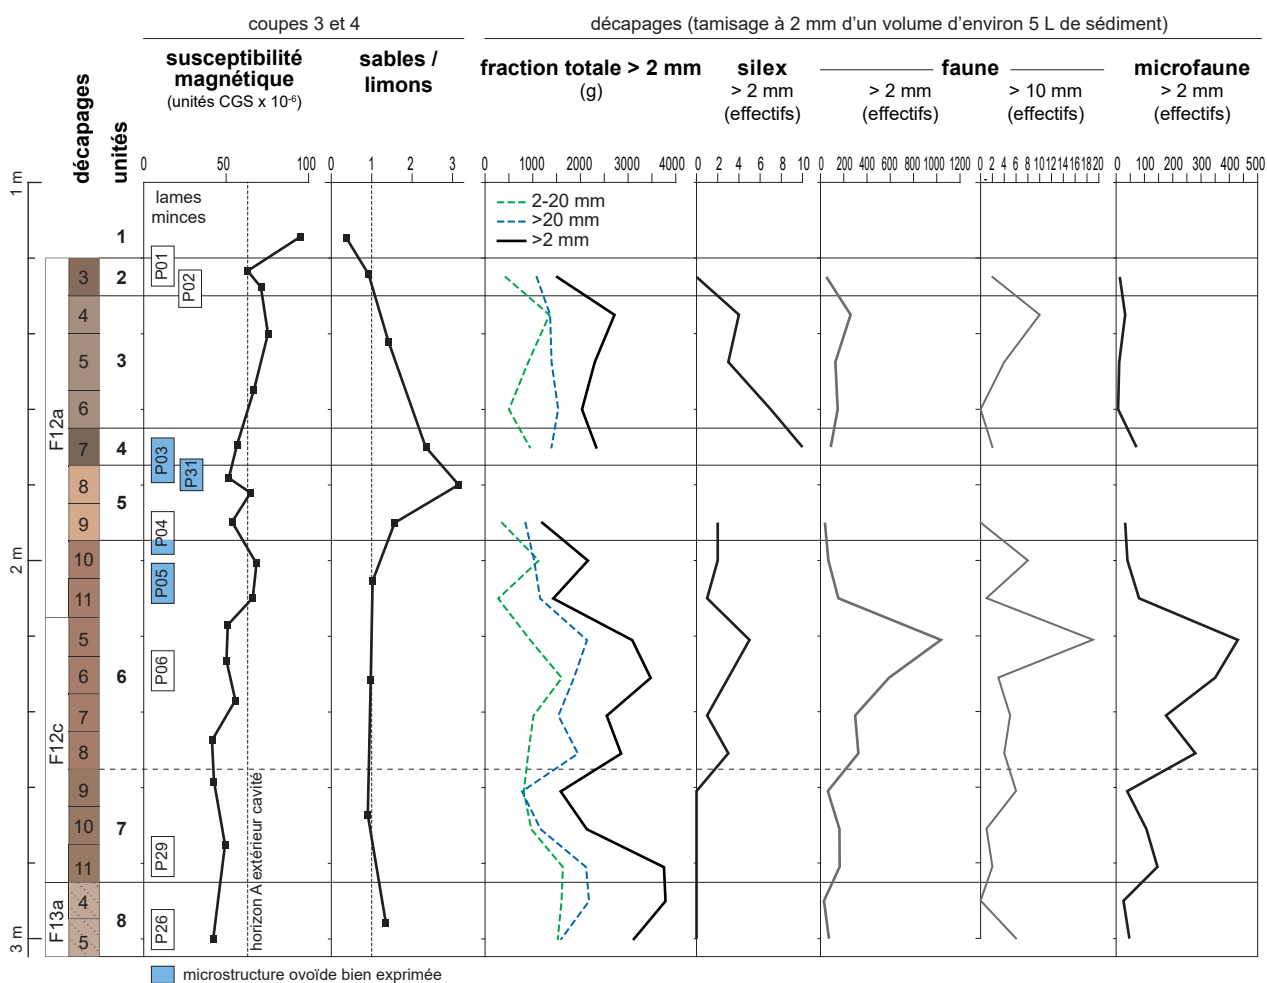 coupes 3 et 4
décapages (tamisage à 2 mm d'un volume d'environ 5 L de sédiment)
décapages
unités
susceptibilité
magnétique
(unités CGS x 10-6)
sables /
limons
fraction totale > 2 mm
(g)
silex
> 2 mm
(effectifs)
faune
> 2 mm
(effectifs)
> 10 mm
(effectifs)
microfaune
> 2 mm
(effectifs)
0 50 100
0 1 2 3
0 1000 2000 3000 4000
0 2 4 6 8 10
0 200 400 600 800 1000 1200
0 2 4 6 8 10 12 14 16 18 20
0 100 200 300 400 500
1 m
2 m
3 m
lames
minces
2-20 mm
>20 mm
>2 mm
F12a
F12c
F13a
3
4
5
6
7
8
9
10
11
5
6
7
8
9
10
11
4
5
1
2
3
4
5
6
7
8
P01
P02
P03
P31
P04
P05
P06
P29
P26
horizon A extérieur cavité
microstructure ovoïde bien exprimée